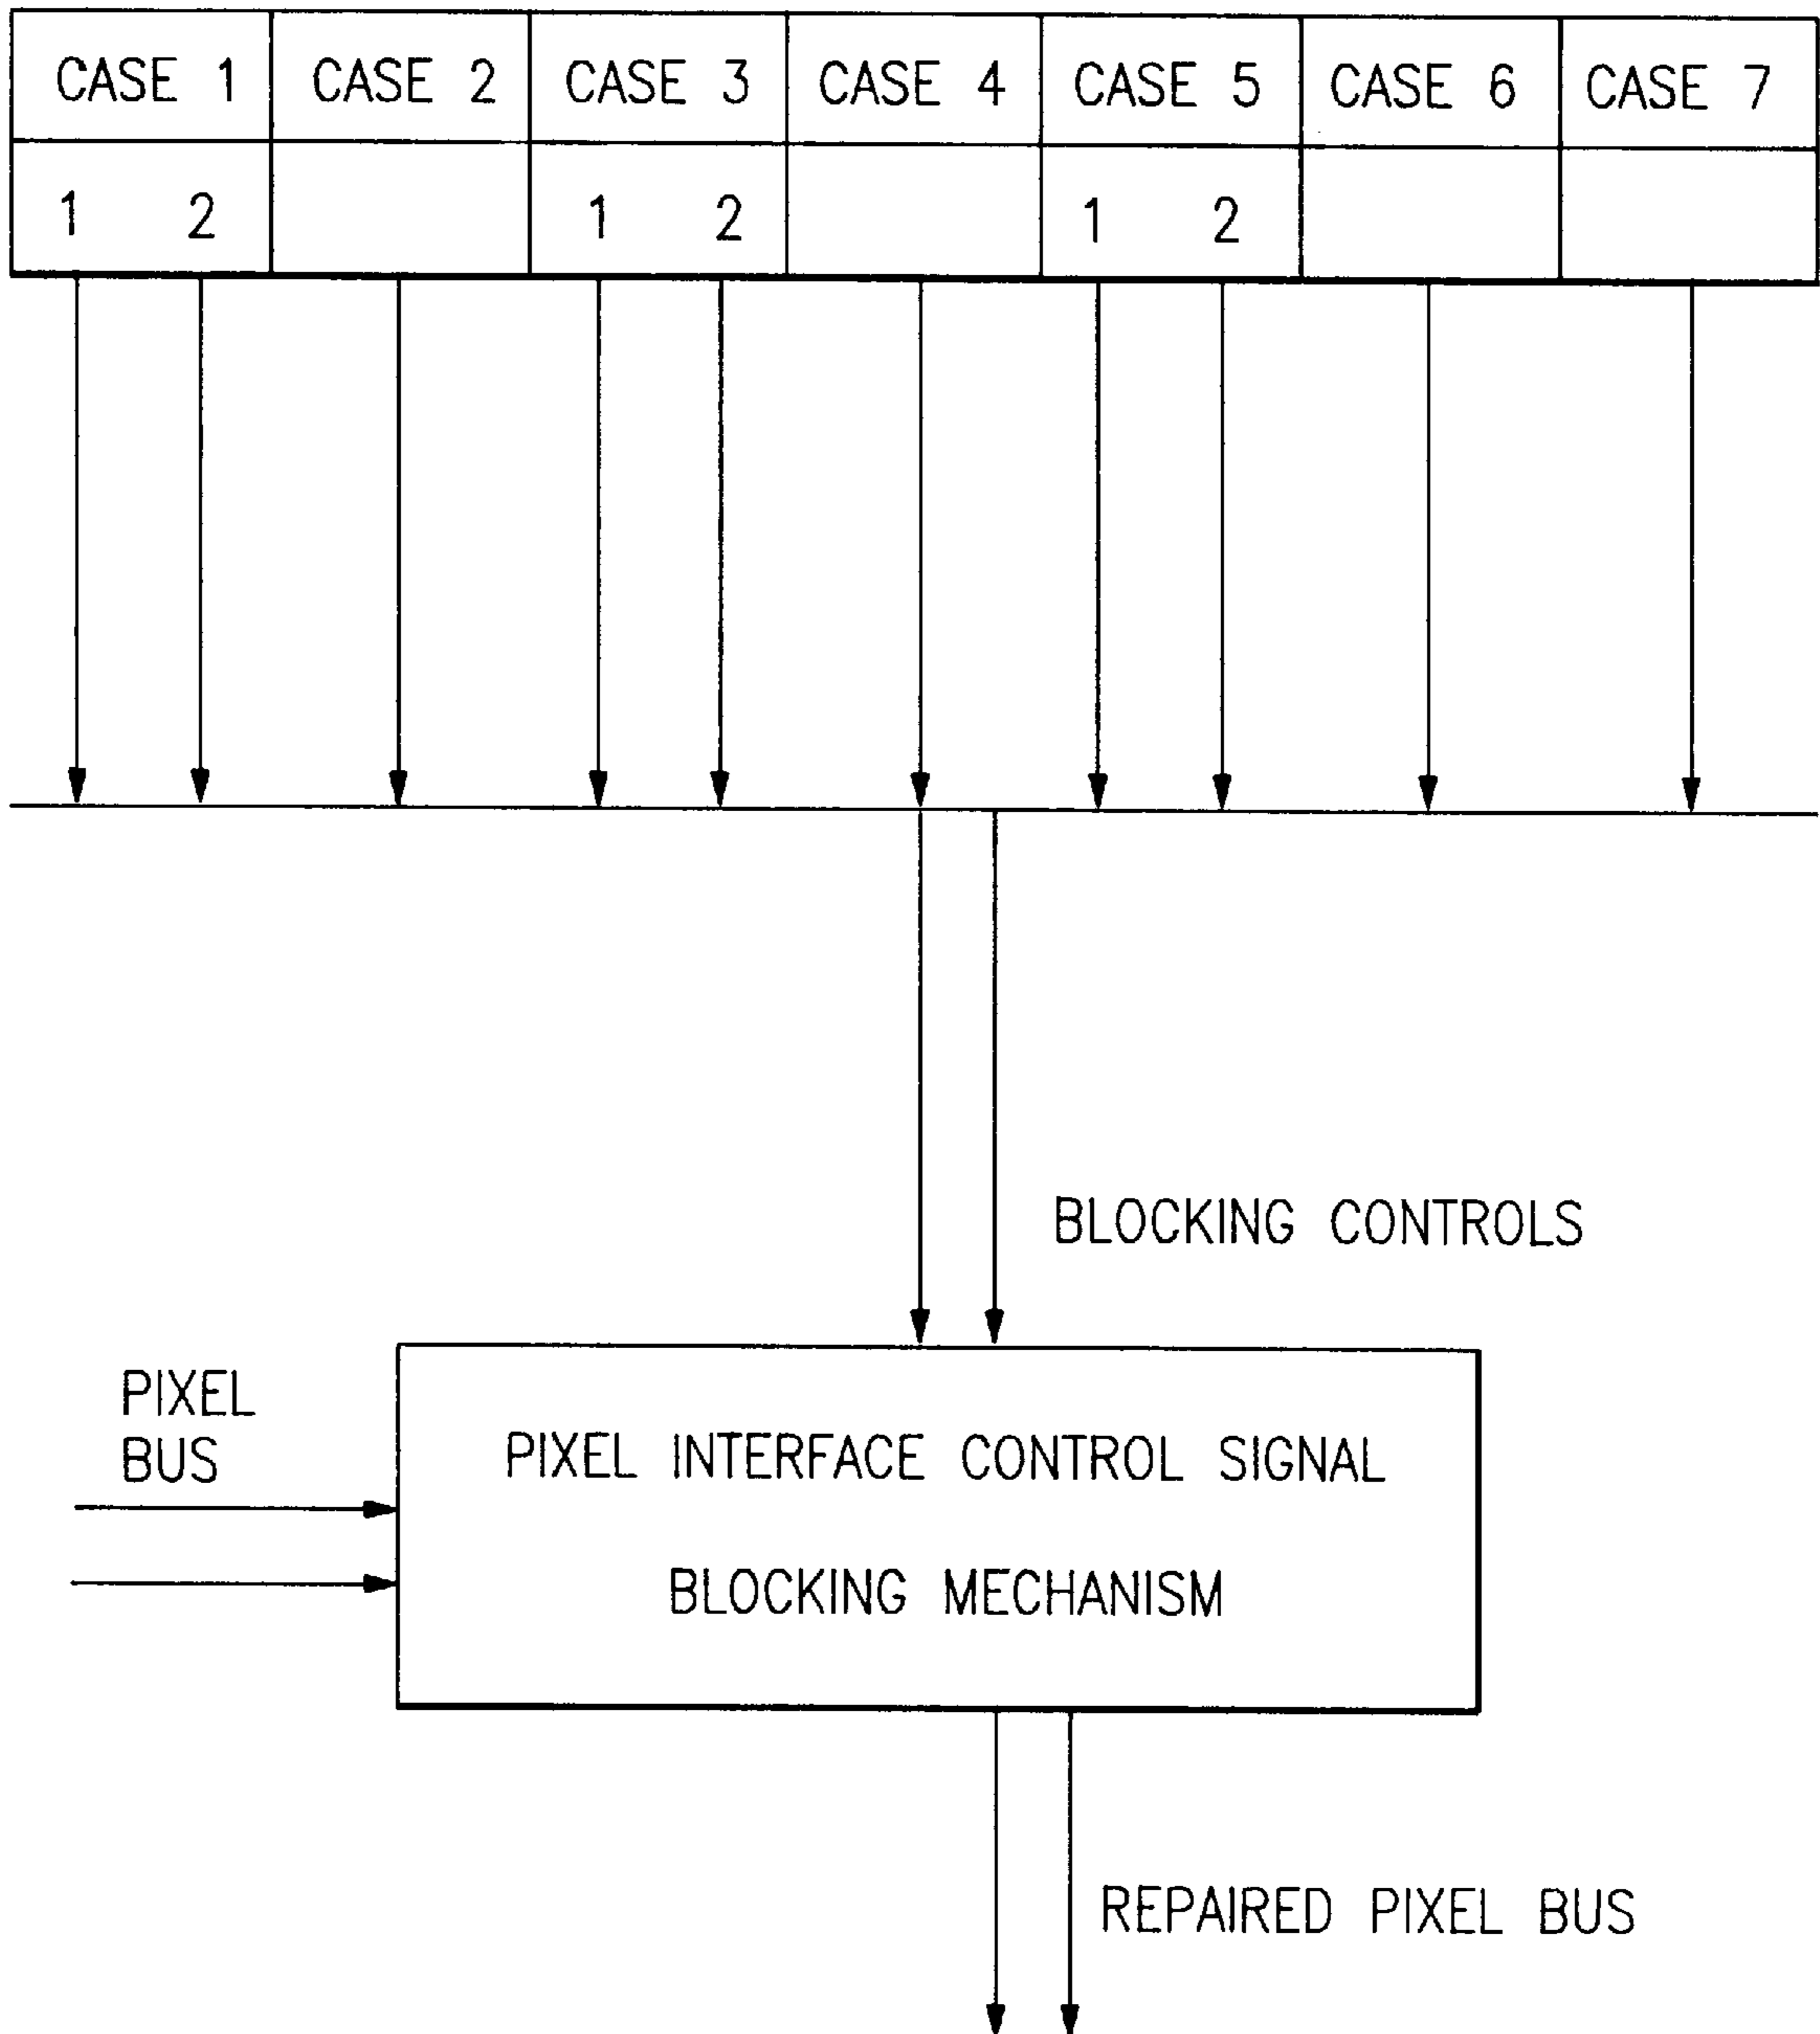 CASE 1 CASE 2 CASE 3 CASE 4 CASE 5 CASE 6 CASE 7
1 2 1 2 1 2
BLOCKING CONTROLS
PIXEL
BUS
PIXEL INTERFACE CONTROL SIGNAL
BLOCKING MECHANISM
REPAIRED PIXEL BUS